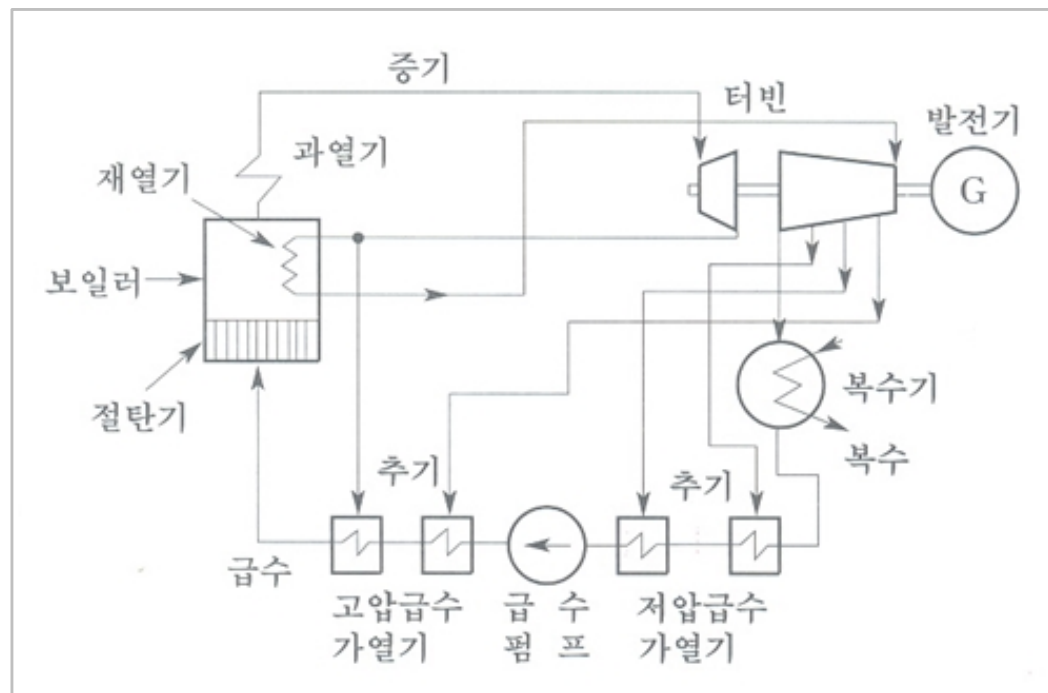 증기
터빈
발전기
과열기
재열기
G
보일러
절탄기
복수기
복수
추기
추기
급수
고압급수
가열기
급 수
펌 프
저압급수
가열기